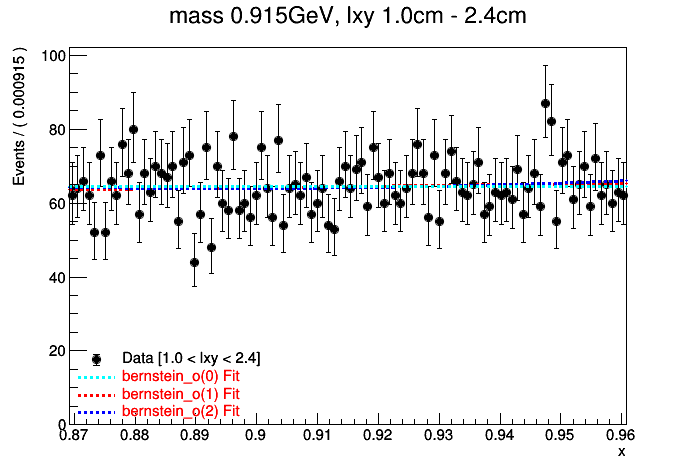 mass 0.915GeV, lxy 1.0cm - 2.4cm
Events / ( 0.000915 )
100
80
60
40
20
0
Data [1.0 < lxy < 2.4]
bernstein_o(0) Fit
bernstein_o(1) Fit
bernstein_o(2) Fit
0.87 0.88 0.89 0.9 0.91 0.92 0.93 0.94 0.95 0.96
x